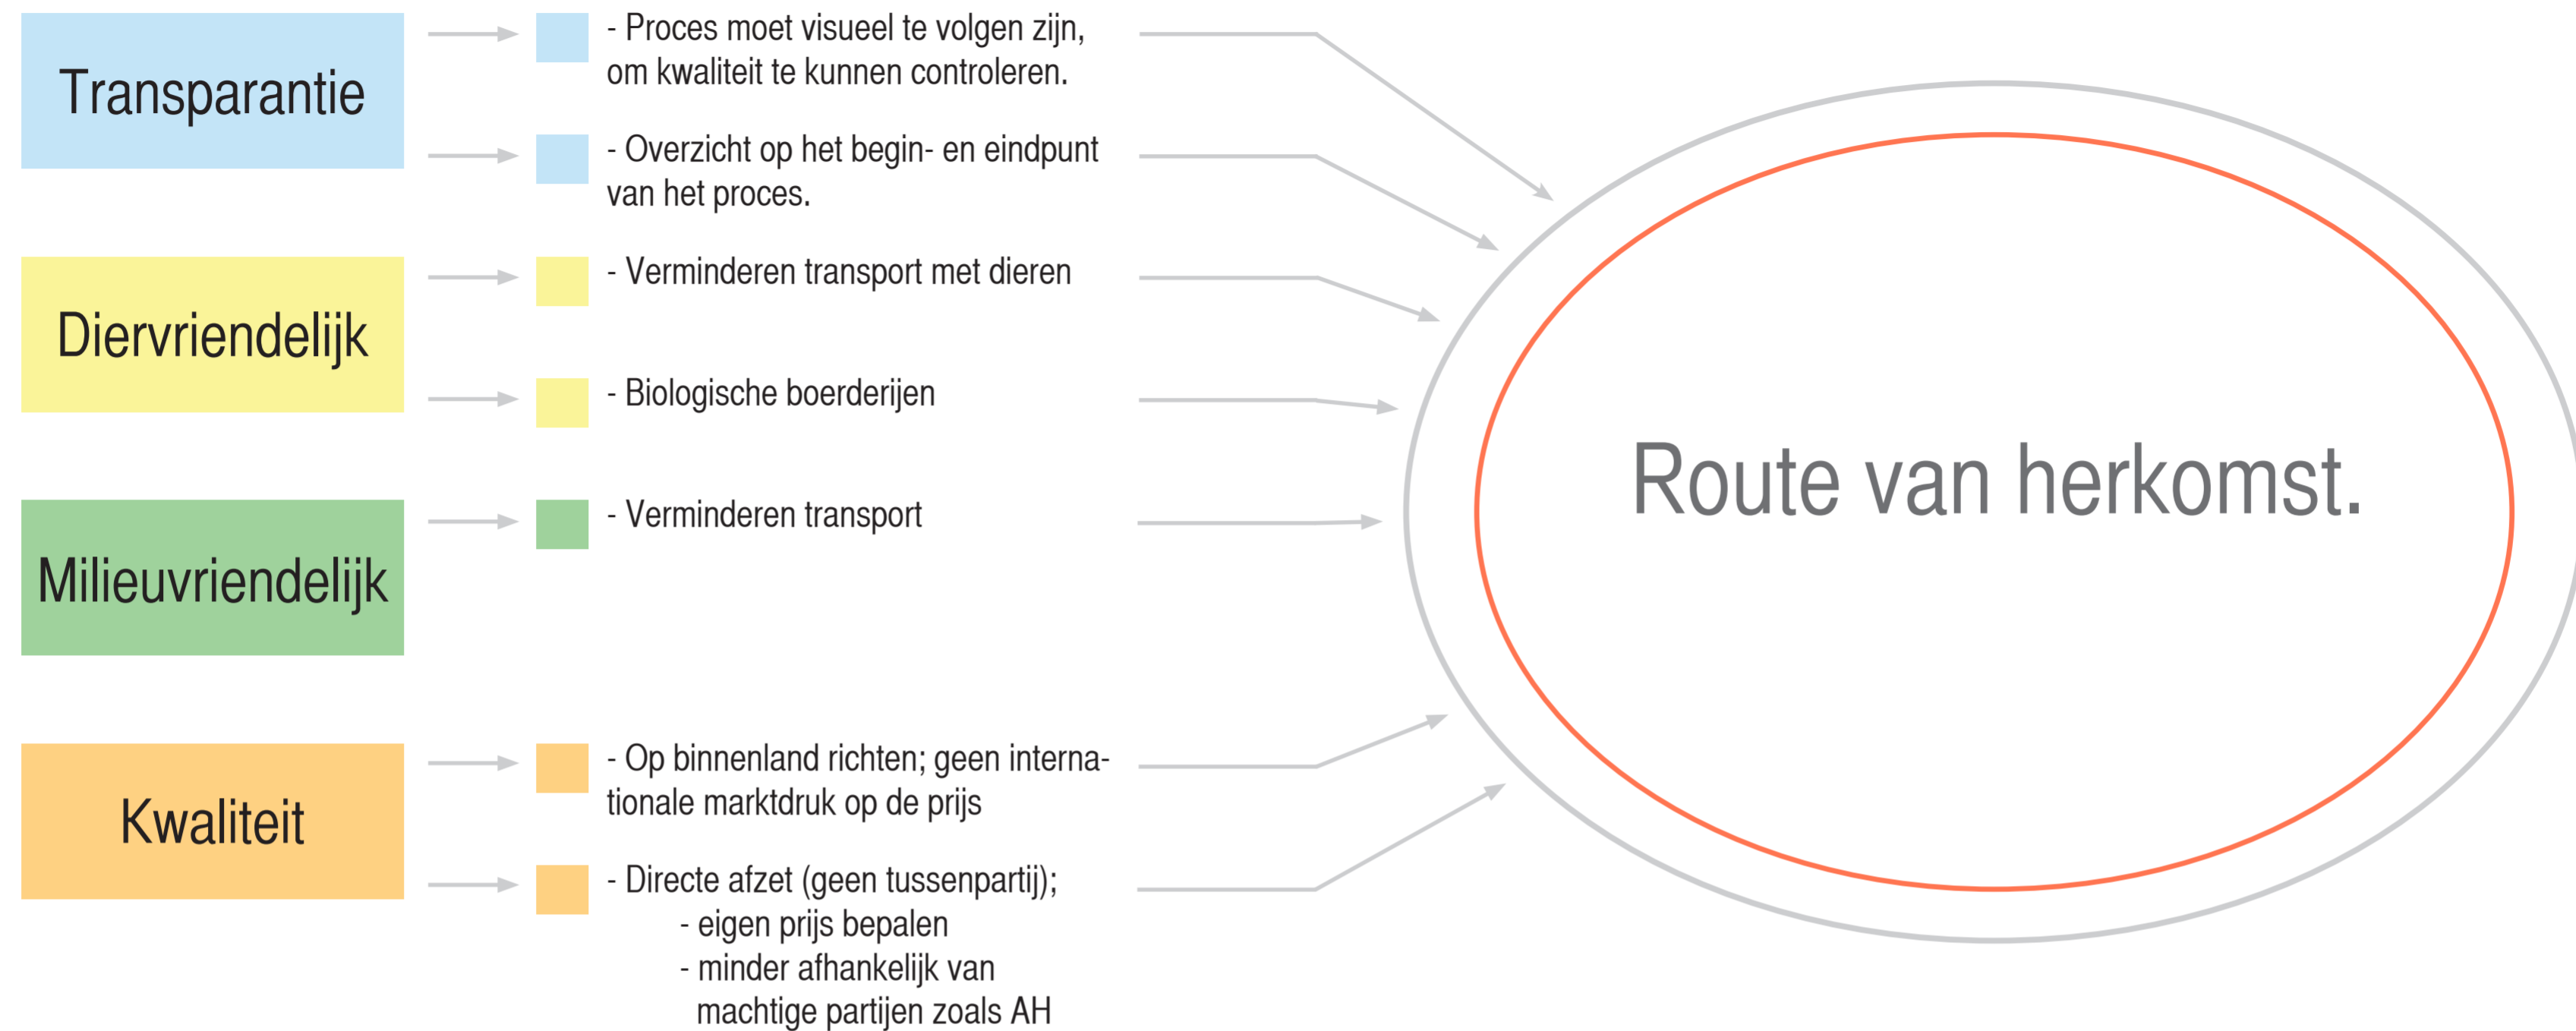 Transparantie
- Proces moet visueel te volgen zijn,
om kwaliteit te kunnen controleren.
- Overzicht op het begin- en eindpunt
van het proces.
Diervriendelijk
- Verminderen transport met dieren
- Biologische boerderijen
Milieuvriendelijk
- Verminderen transport
Kwaliteit
- Op binnenland richten; geen interna-
tionale marktdruk op de prijs
- Directe afzet (geen tussenpartij);
- eigen prijs bepalen
- minder afhankelijk van
machtige partijen zoals AH
Route van herkomst.